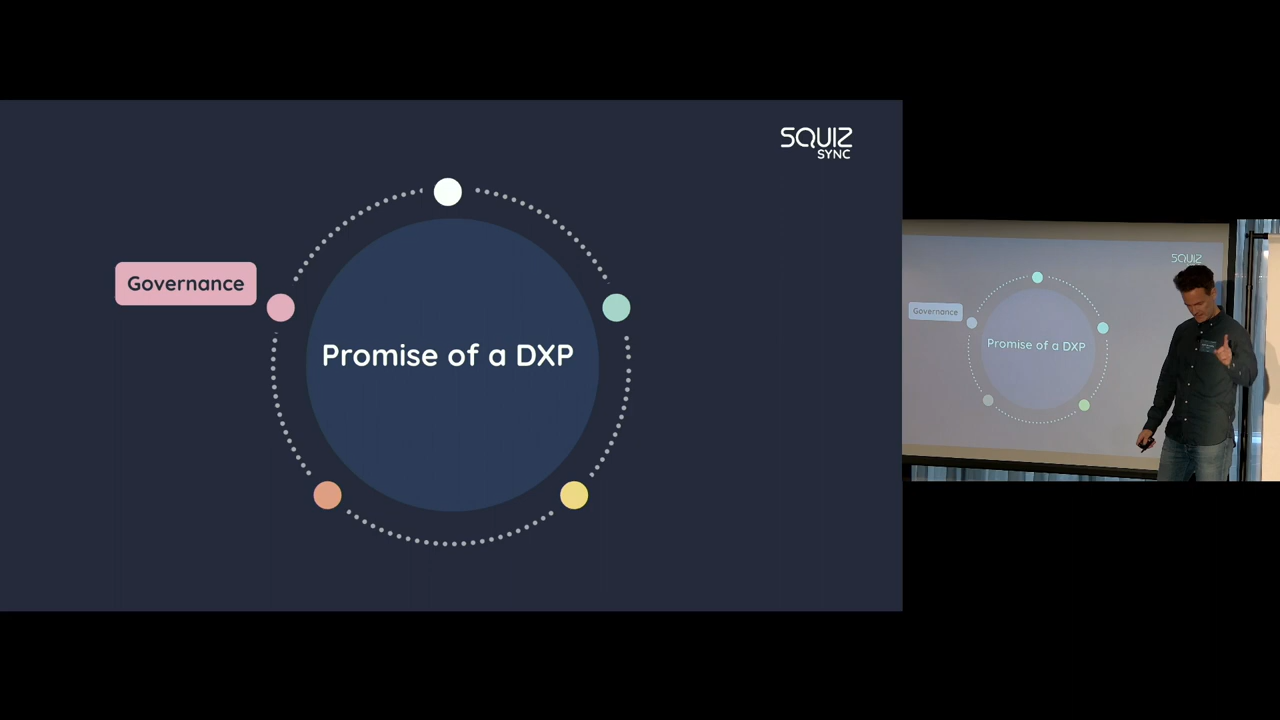 SQUIZ
SYNC
Governance
Promise of a DXP
SQUIZ
Governance
Promise of a DXP